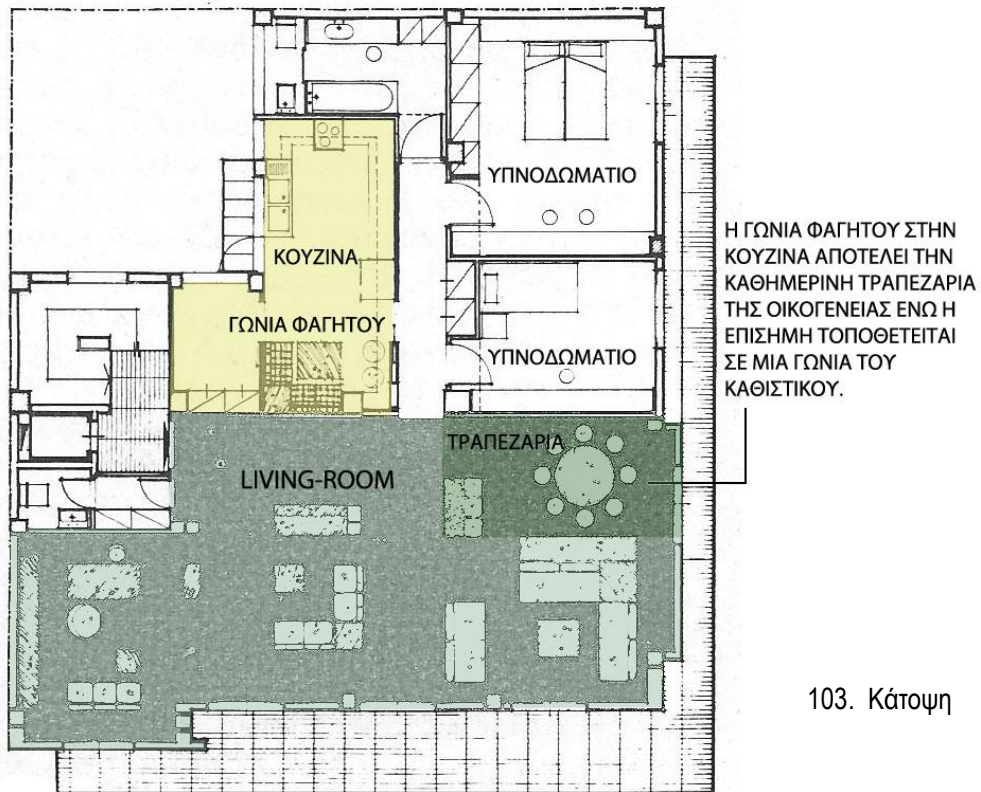 ΥΠΝΟΔΩΜΑΤΙΟ
Η ΓΩΝΙΑ ΦΑΓΗΤΟΥ ΣΤΗΝ
ΚΟΥΖΙΝΑ ΑΠΟΤΕΛΕΙ ΤΗΝ
ΚΑΘΗΜΕΡΙΝΗ ΤΡΑΠΕΖΑΡΙΑ
ΤΗΣ ΟΙΚΟΓΕΝΕΙΑΣ ΕΝΩ Η
ΕΠΙΣΗΜΗ ΤΟΠΟΘΕΤΕΙΤΑΙ
ΣΕ ΜΙΑ ΓΩΝΙΑ ΤΟΥ
ΚΑΘΙΣΤΙΚΟΥ.
ΚΟΥΖΙΝΑ
ΓΩΝΙΑ ΦΑΓΗΤΟΥ
ΥΠΝΟΔΩΜΑΤΙΟ
ΤΡΑΠΕΖΑΡΙΑ
LIVING-ROOM
103. Κάτοψη